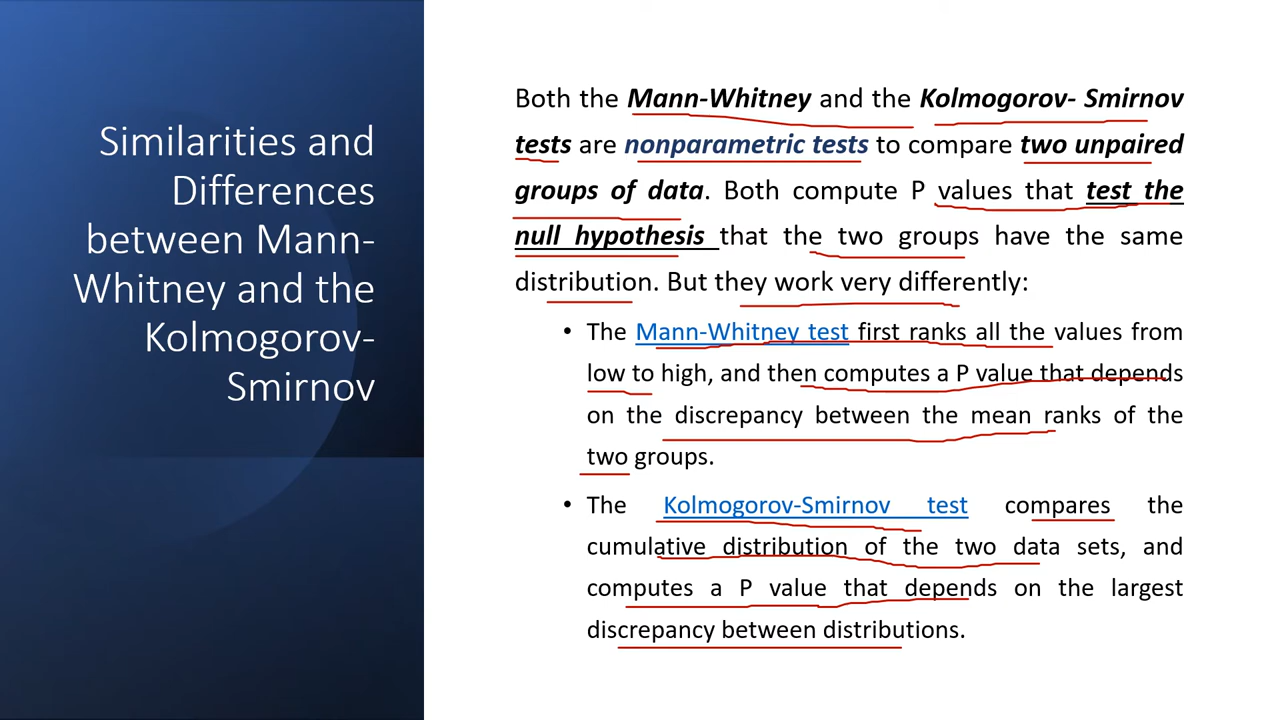 Similarities and
Differences
between Mann-
Whitney and the
Kolmogorov-
Smirnov
Both the Mann-Whitney and the Kolmogorov- Smirnov
tests are nonparametric tests to compare two unpaired
groups of data. Both compute P values that test the
null hypothesis that the two groups have the same
distribution. But they work very differently:
• The Mann-Whitney test first ranks all the values from
low to high, and then computes a P value that depends
on the discrepancy between the mean ranks of the
two groups.
• The Kolmogorov-Smirnov test compares the
cumulative distribution of the two data sets, and
computes a P value that depends on the largest
discrepancy between distributions.